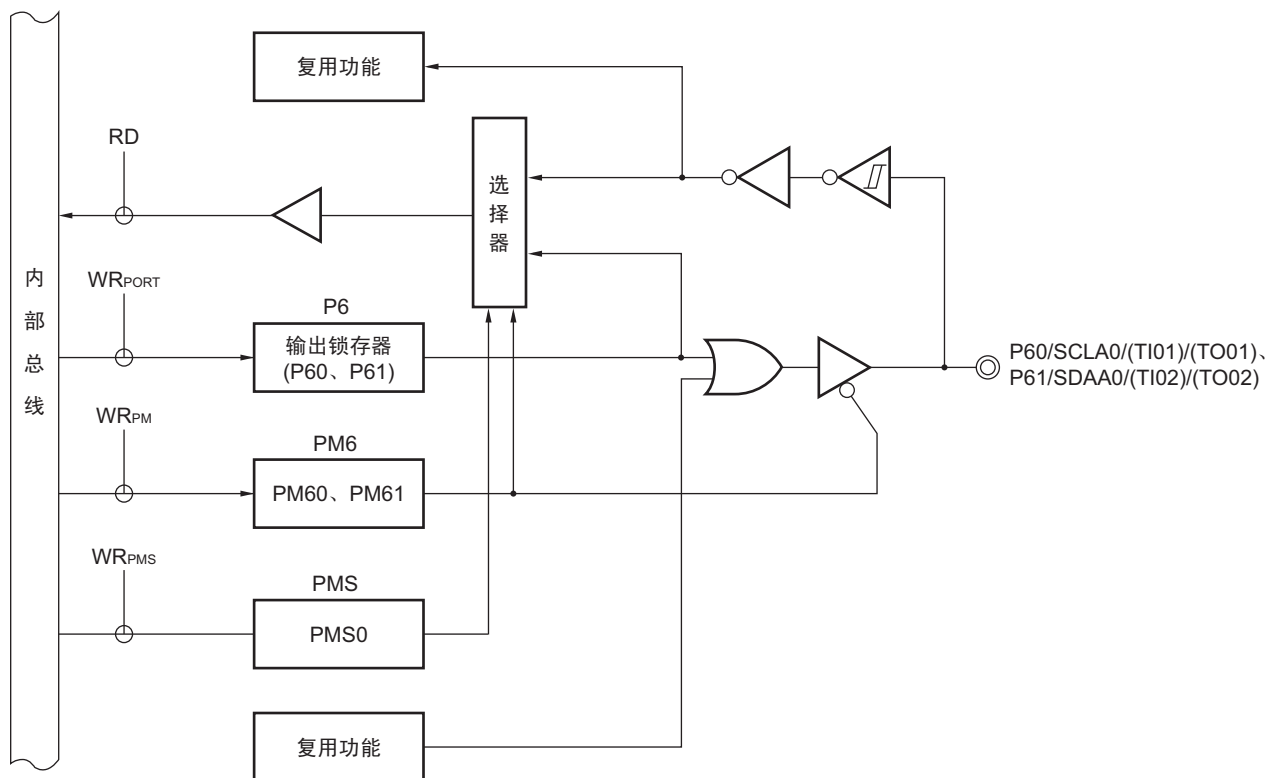 复用功能
RD
选择器
内部总线
WRPORT
P6
输出锁存器
(P60、P61)
P60/SCLA0/(TI01)/(TO01)、
P61/SDAA0/(TI02)/(TO02)
WRPM
PM6
PM60、PM61
WRPMS
PMS
PMS0
复用功能